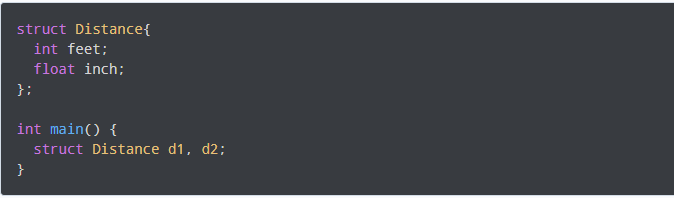 struct Distance{
  int feet;
  float inch;
};

int main() {
  struct Distance d1, d2;
}